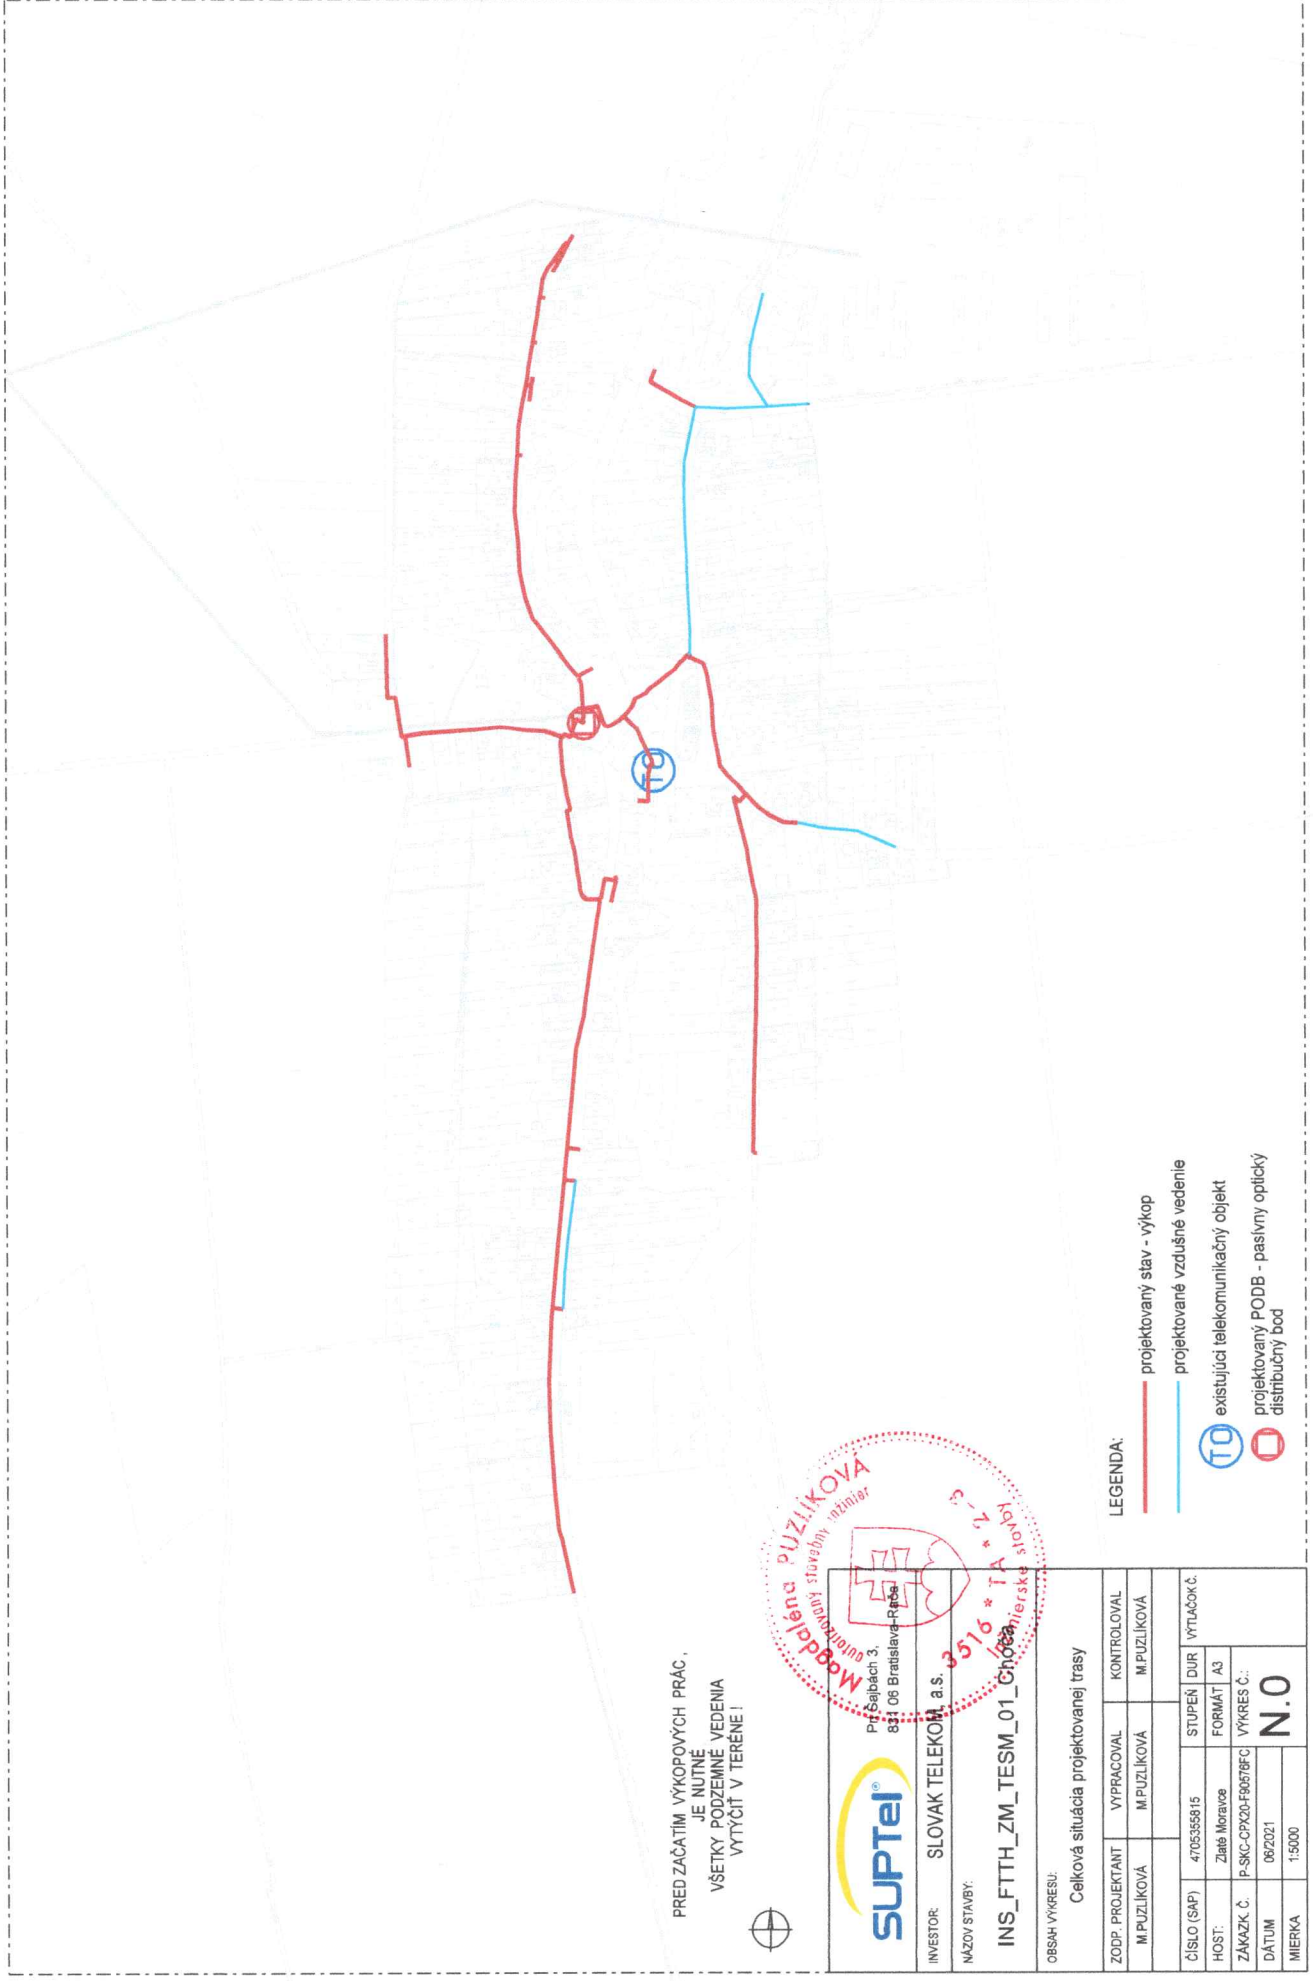 PRED ZAČATÍM VÝKOPOVÝCH PRÁC,
JE NUTNÉ
VŠETKY PODZEMNÉ VEDENIA
VYTÝČIŤ V TERÉNE !
TO
LEGENDA:
projektovaný stav - výkop
projektované vzdušné vedenie
TO existujúci telekomunikačný objekt
projektovaný PODB - pasívny optický
distribučný bod
SUPTel®
Pri Šajbách 3,
831 06 Bratislava-Rača
INVESTOR: SLOVAK TELEKOM, a.s.
NÁZOV STAVBY:
INS_FTTH_ZM_TESM_01_Choča
OBSAH VÝKRESU:
Celková situácia projektovanej trasy
ZODP. PROJEKTANT VYPRACOVAL KONTROLOVAL
M.PUZLÍKOVÁ M.PUZLÍKOVÁ M.PUZLÍKOVÁ
ČÍSLO (SAP) 4705355815 STUPEŇ DUR VÝTLAČOK Č.
HOST: Zlaté Moravce FORMÁT A3
ZÁKAZK. Č. P-SKC-CPX20-F90576FC VÝKRES Č.:
DÁTUM 06/2021 N.0
MIERKA 1:5000
Magdaléna PUZLÍKOVÁ
autorizovaný stavebný inžinier
3516 * TA * 2-3
Inžinierske stavby